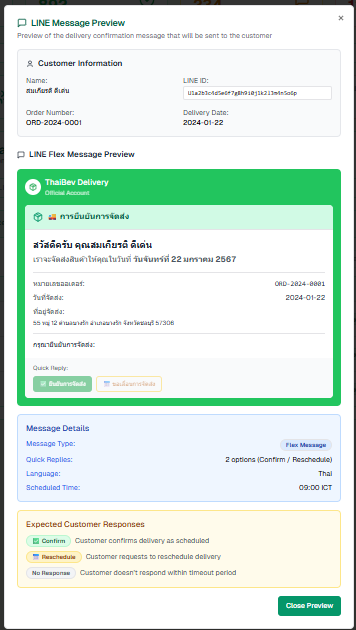 LINE Message Preview
Preview of the delivery confirmation message that will be sent to the customer
Customer Information
Name:
สมเกียรติ ดีเด่น
LINE ID:
Order Number:
ORD-2024-0001
Delivery Date:
2024-01-22
LINE Flex Message Preview
ThaiBev Delivery
Official Account
🚚 การยืนยันการจัดส่ง
สวัสดีครับ คุณสมเกียรติ ดีเด่น
เราจะจัดส่งสินค้าให้คุณในวันที่ วันจันทร์ที่ 22 มกราคม 2567
หมายเลขออเดอร์:
ORD-2024-0001
วันที่จัดส่ง:
2024-01-22
ที่อยู่จัดส่ง:
55 หมู่ 12 ตำบลบางรัก อำเภอบางรัก จังหวัดชลบุรี 57306
กรุณายืนยันการจัดส่ง:
Quick Reply:
✅ ยืนยันการจัดส่ง
📅 ขอเลื่อนการจัดส่ง
Message Details
Message Type:
Flex Message
Quick Replies:
2 options (Confirm / Reschedule)
Language:
Thai
Scheduled Time:
09:00 ICT
Expected Customer Responses
✅ Confirm
Customer confirms delivery as scheduled
📅 Reschedule
Customer requests to reschedule delivery
No Response
Customer doesn't respond within timeout period
Close Preview